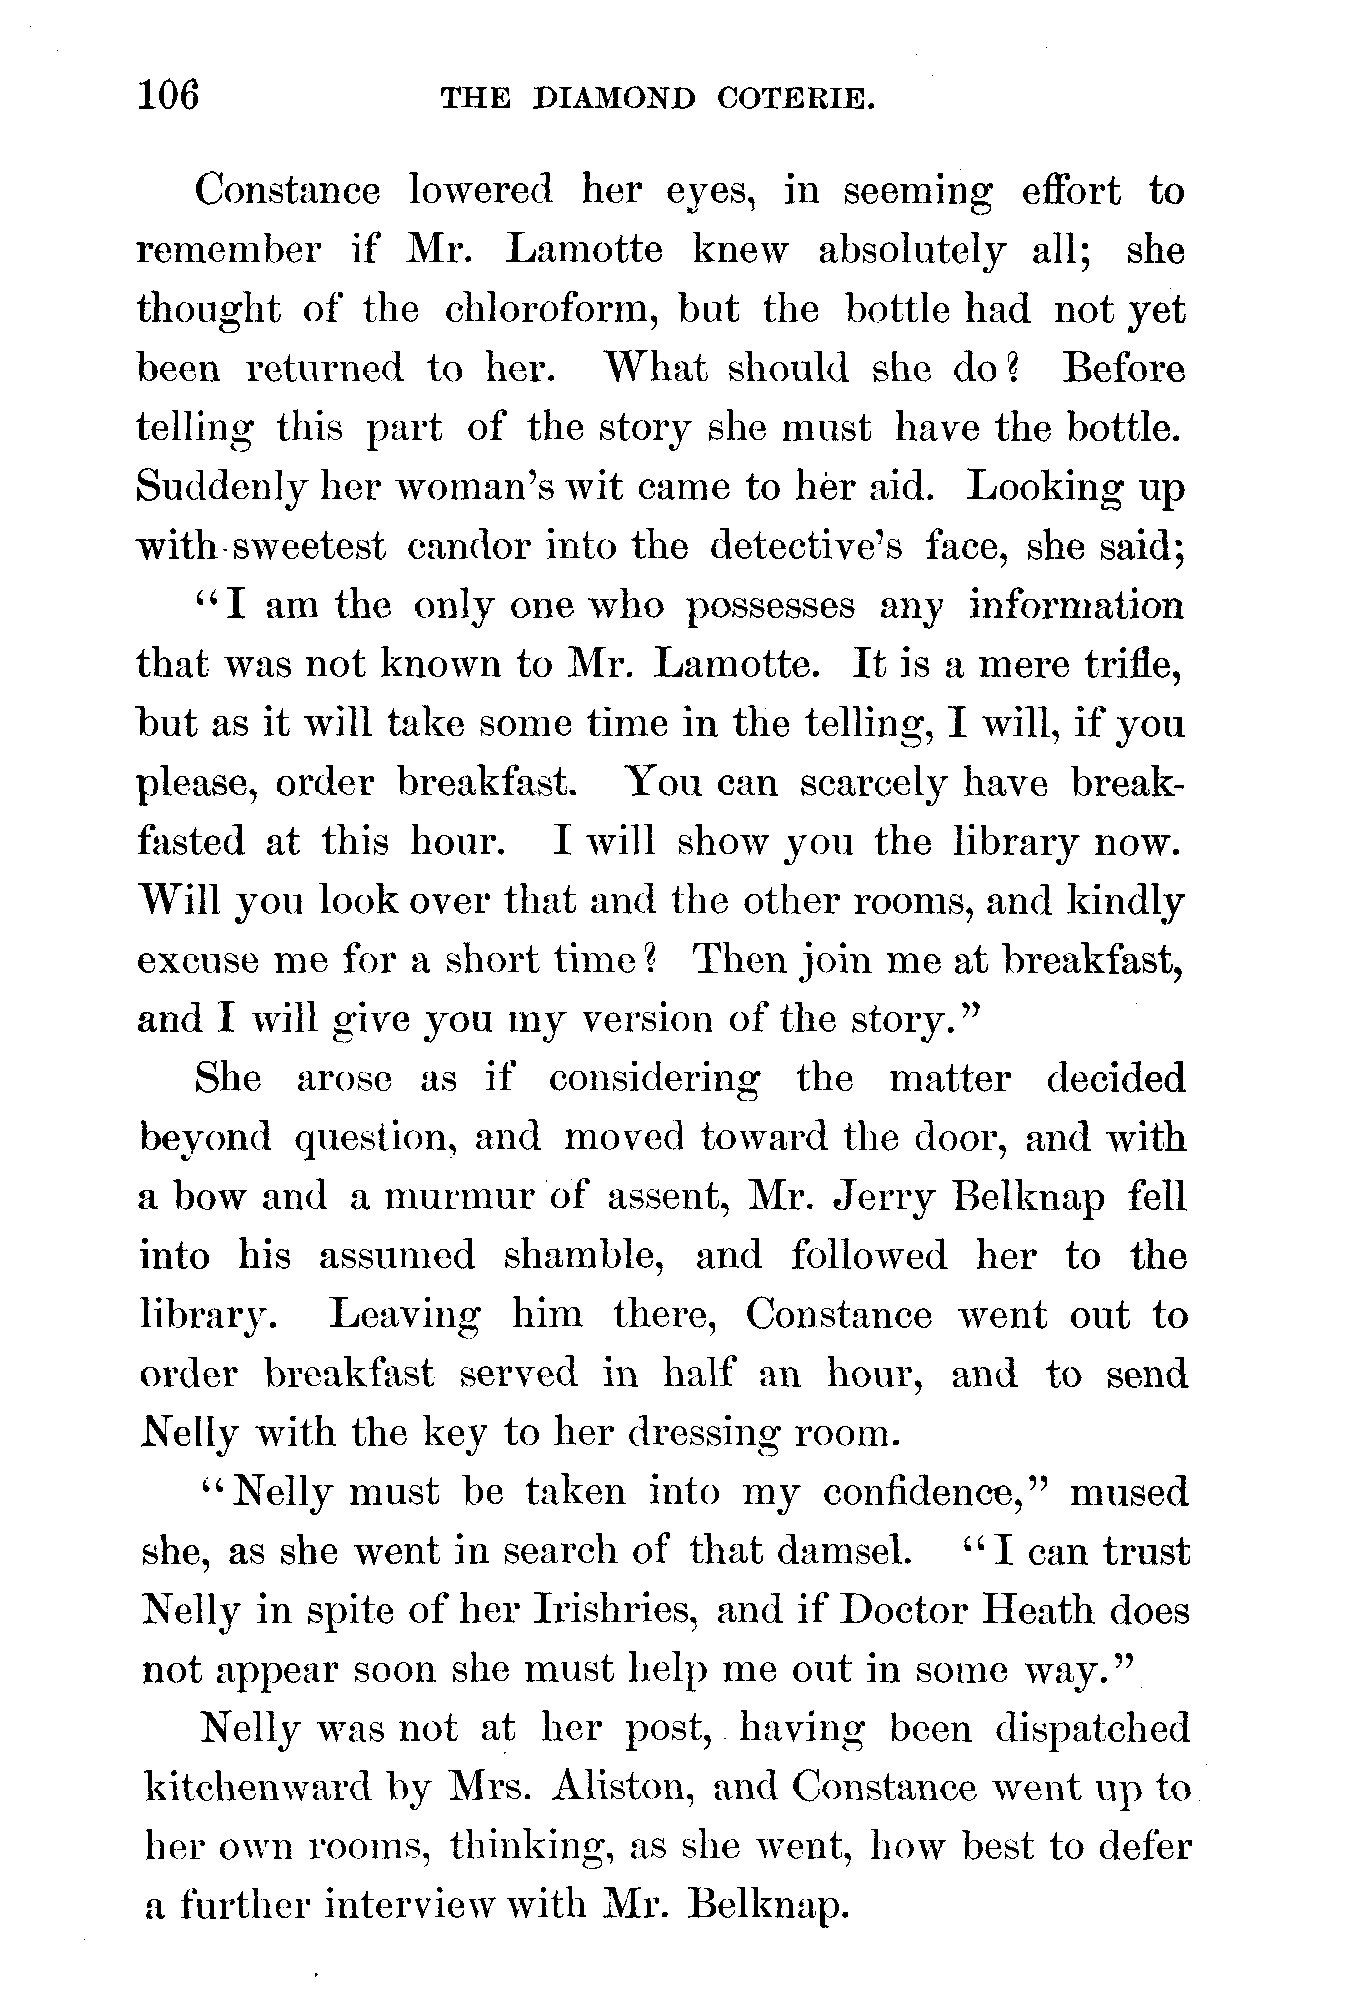 106 THE DIAMOND COTERIE.
Constance lowered her eyes, in seeming effort to
remember if Mr. Lamotte knew absolutely all; she
thought of the chloroform, but the bottle had not yet
been returned to her. What should she do? Before
telling this part of the story she must have the bottle.
Suddenly her woman's wit came to her aid. Looking up
with sweetest candor into the detective's face, she said;
"I am the only one who possesses any information
that was not known to Mr. Lamotte. It is a mere trifle,
but as it will take some time in the telling, I will, if you
please, order breakfast. You can scarcely have break-
fasted at this hour. I will show you the library now.
Will you look over that and the other rooms, and kindly
excuse me for a short time? Then join me at breakfast,
and I will give you my version of the story."
She arose as if considering the matter decided
beyond question, and moved toward the door, and with
a bow and a murmur of assent, Mr. Jerry Belknap fell
into his assumed shamble, and followed her to the
library. Leaving him there, Constance went out to
order breakfast served in half an hour, and to send
Nelly with the key to her dressing room.
"Nelly must be taken into my confidence," mused
she, as she went in search of that damsel. "I can trust
Nelly in spite of her Irishries, and if Doctor Heath does
not appear soon she must help me out in some way."
Nelly was not at her post, having been dispatched
kitchenward by Mrs. Aliston, and Constance went up to
her own rooms, thinking, as she went, how best to defer
a further interview with Mr. Belknap.